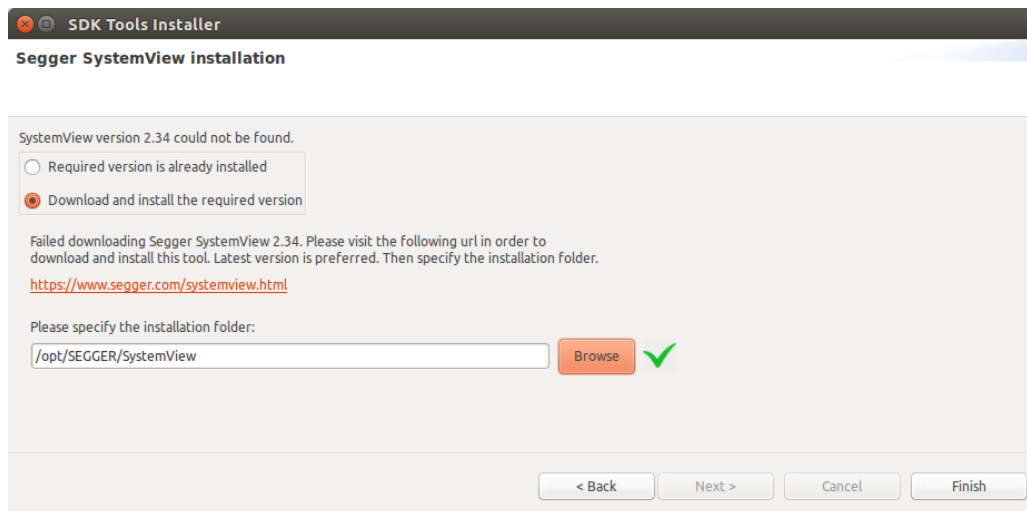 SDK Tools Installer
Segger SystemView installation
SystemView version 2.34 could not be found.
Required version is already installed
Download and install the required version
Failed downloading Segger SystemView 2.34. Please visit the following url in order to
download and install this tool. Latest version is preferred. Then specify the installation folder.
https://www.segger.com/systemview.html
Please specify the installation folder:
/opt/SEGGER/SystemView
Browse
< Back
Next >
Cancel
Finish